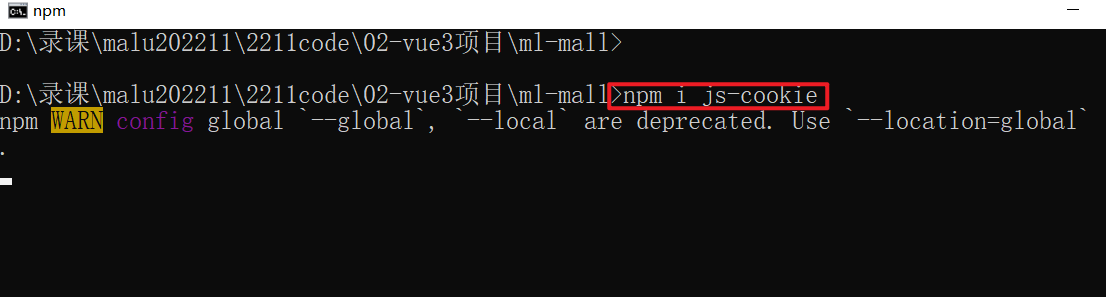 npm
D:\录课\malu202211\2211code\02-vue3项目\ml-mall>
D:\录课\malu202211\2211code\02-vue3项目\ml-mall>npm i js-cookie
npm WARN config global `--global`, `--local` are deprecated. Use `--location=global`
.